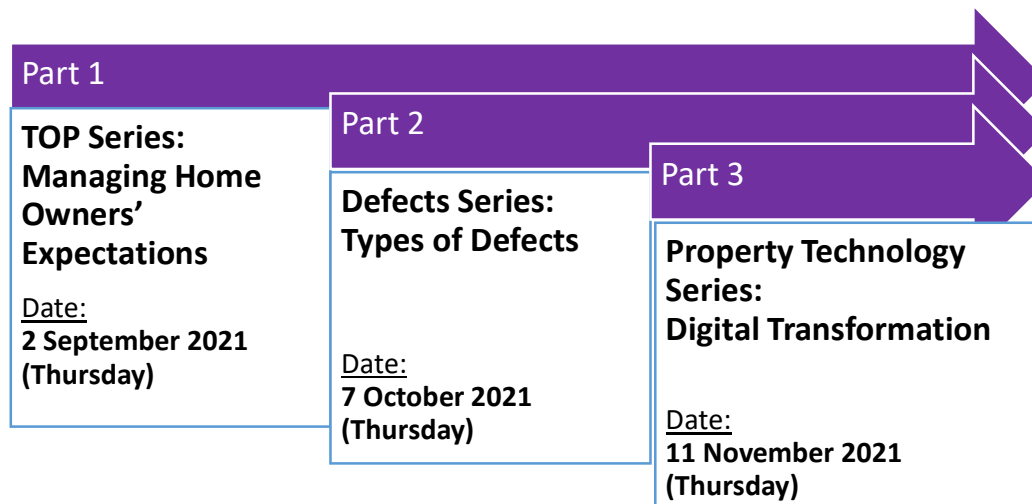 Part 1
TOP Series:
Managing Home
Owners’
Expectations
Date:
2 September 2021
(Thursday)
Part 2
Defects Series:
Types of Defects
Date:
7 October 2021
(Thursday)
Part 3
Property Technology
Series:
Digital Transformation
Date:
11 November 2021
(Thursday)